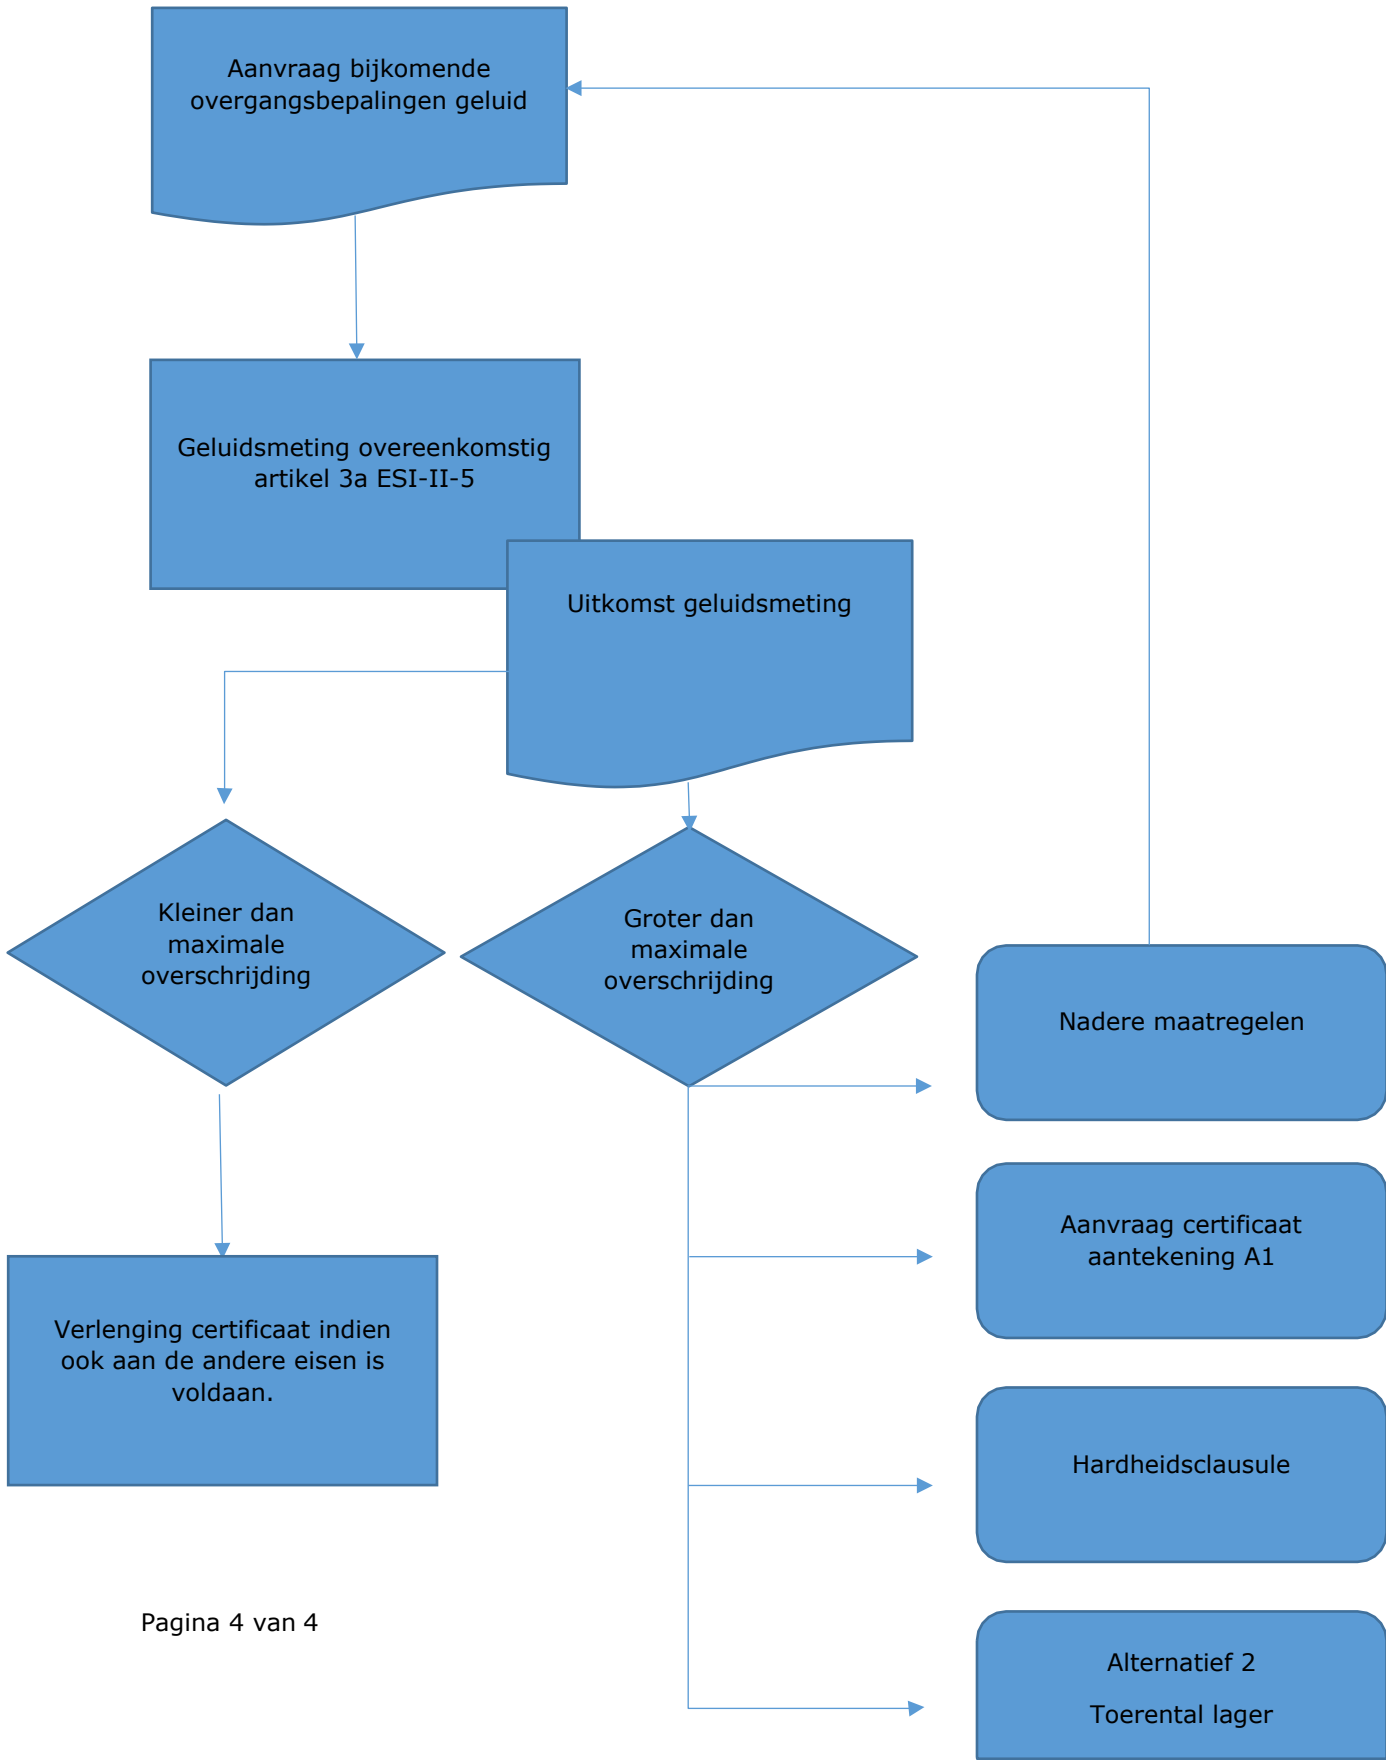 Aanvraag bijkomende
overgangsbepalingen geluid
Geluidsmeting overeenkomstig
artikel 3a ESI-II-5
Uitkomst geluidsmeting
Kleiner dan
maximale
overschrijding
Groter dan
maximale
overschrijding
Nadere maatregelen
Aanvraag certificaat
aantekening A1
Verlenging certificaat indien
ook aan de andere eisen is
voldaan.
Hardheidsclausule
Alternatief 2
Toerental lager
Pagina 4 van 4